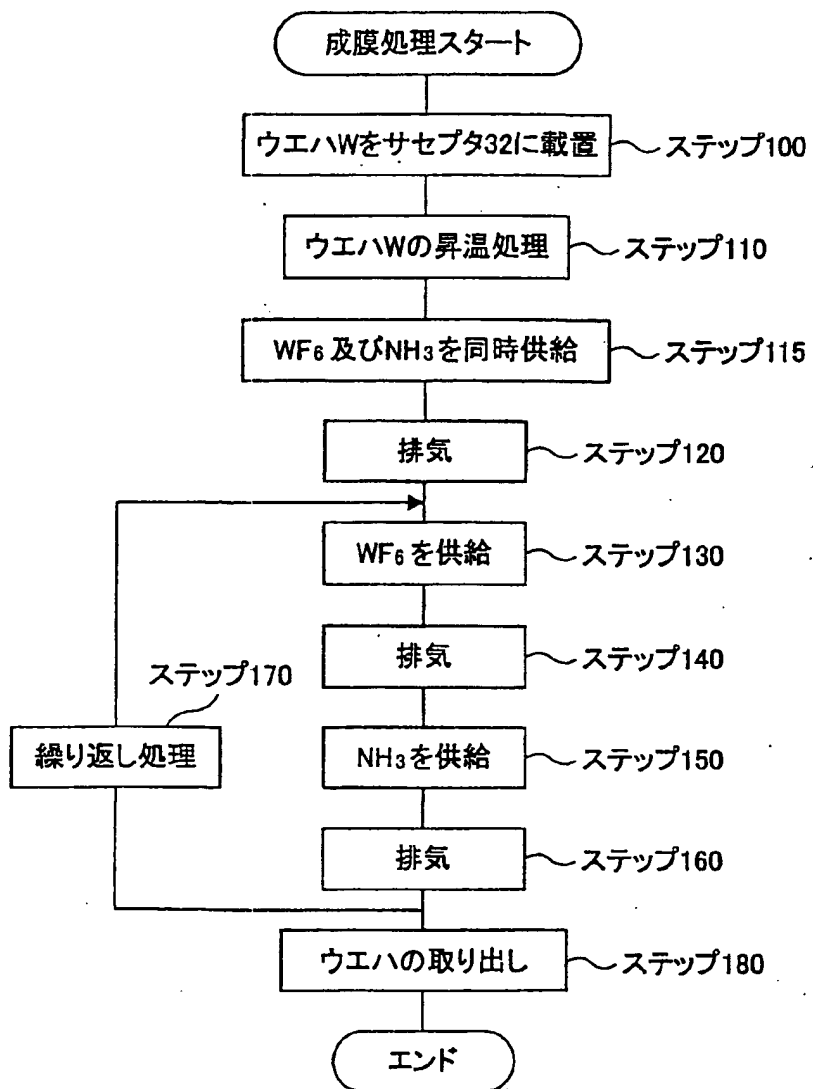 成膜処理スタート
ウエハWをサセプタ32に載置
ステップ100
ウエハWの昇温処理
ステップ110
WF₆及びNH₃を同時供給
ステップ115
排気
ステップ120
WF₆を供給
ステップ130
排気
ステップ140
ステップ170
繰り返し処理
NH₃を供給
ステップ150
排気
ステップ160
ウエハの取り出し
ステップ180
エンド